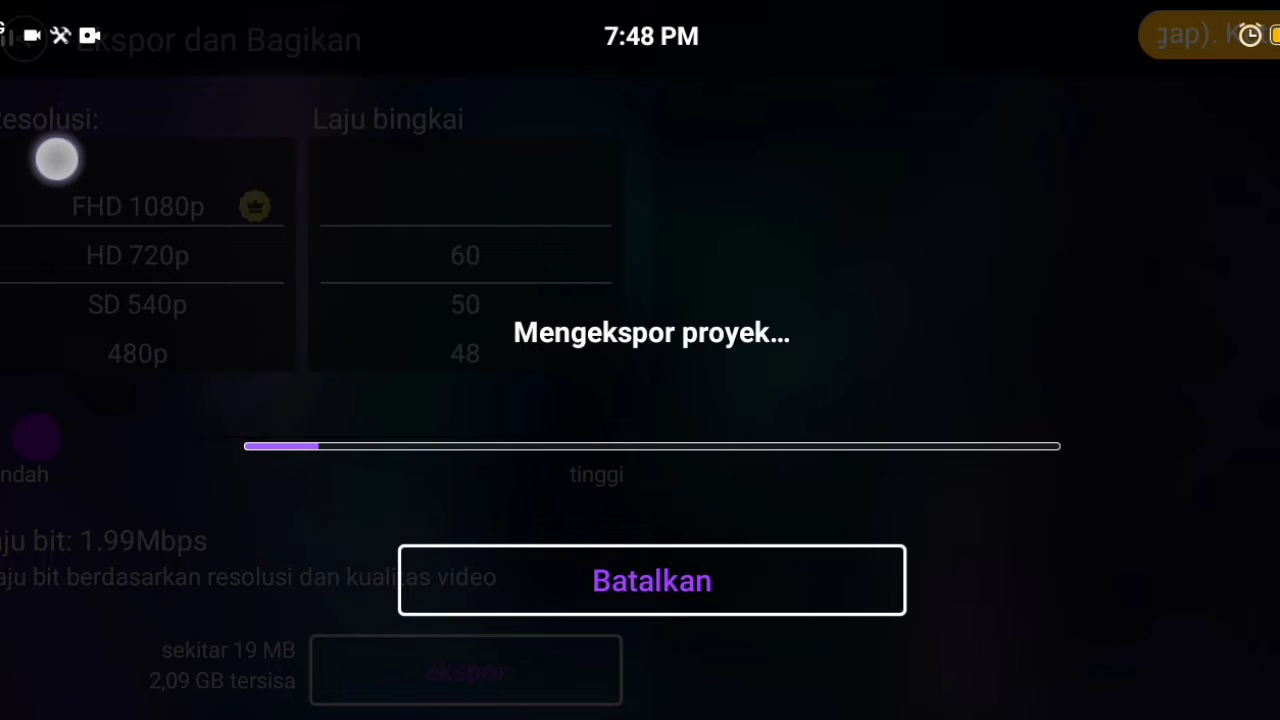 7:48 PM
Ekspor dan Bagikan
Resolusi:
Laju bingkai
FHD 1080p
HD 720p
60
SD 540p
50
480p
48
Mengekspor proyek...
ndah
tinggi
ju bit: 1.99Mbps
aju bit berdasarkan resolusi dan kualitas video
Batalkan
sekitar 19 MB
2,09 GB tersisa
ekspor